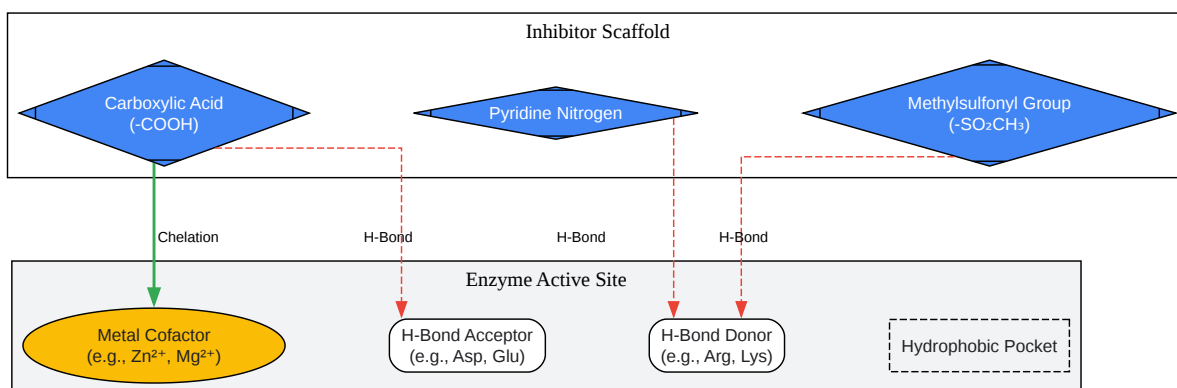 Inhibitor Scaffold
Carboxylic Acid
(-COOH)
Pyridine Nitrogen
Methylsulfonyl Group
(-SO₂CH₃)
Chelation
H-Bond
H-Bond
H-Bond
Enzyme Active Site
Metal Cofactor
(e.g., Zn²⁺, Mg²⁺)
H-Bond Acceptor
(e.g., Asp, Glu)
H-Bond Donor
(e.g., Arg, Lys)
Hydrophobic Pocket